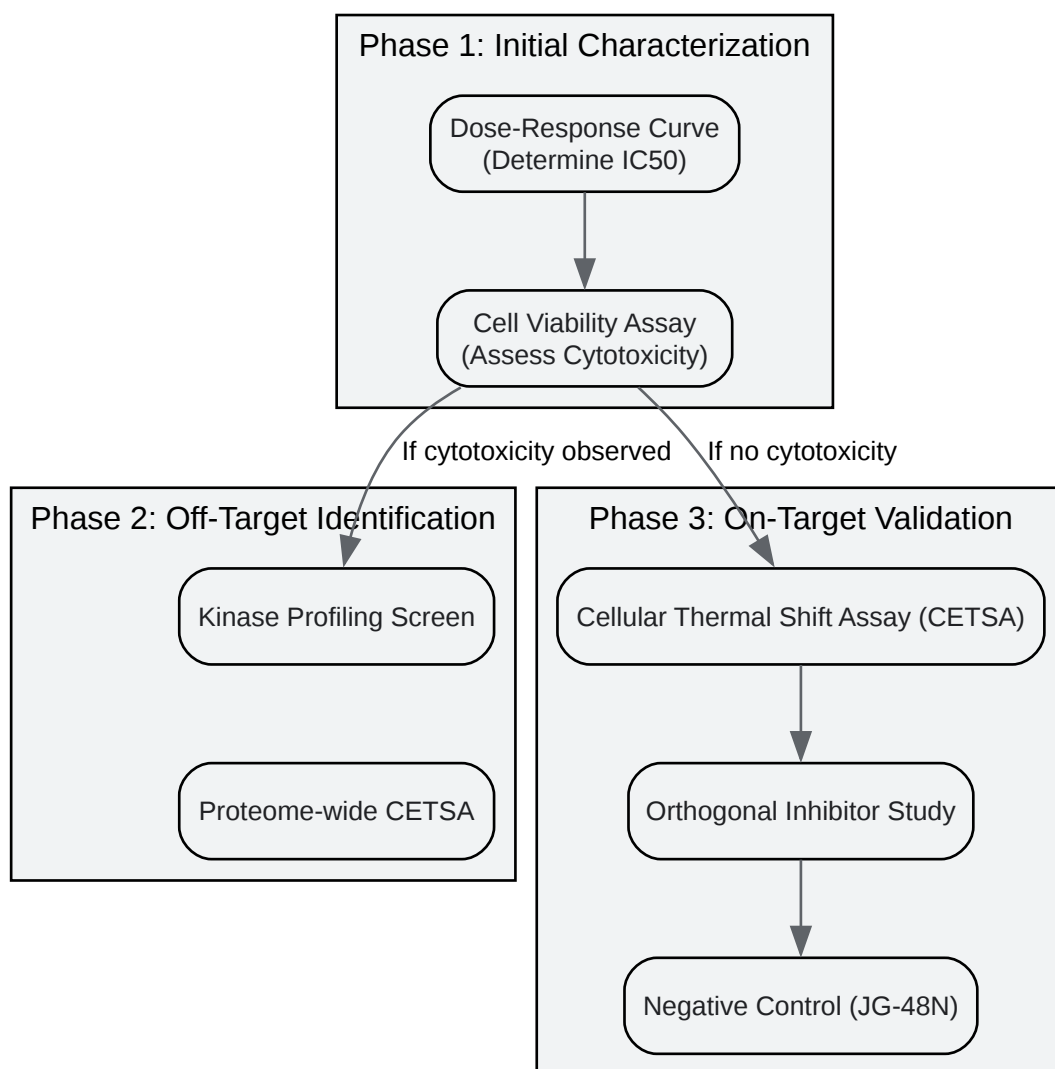 Phase 1: Initial Characterization
Dose-Response Curve
(Determine IC50)
Cell Viability Assay
(Assess Cytotoxicity)
If cytotoxicity observed
If no cytotoxicity
Phase 2: Off-Target Identification
Kinase Profiling Screen
Proteome-wide CETSA
Phase 3: On-Target Validation
Cellular Thermal Shift Assay (CETSA)
Orthogonal Inhibitor Study
Negative Control (JG-48N)